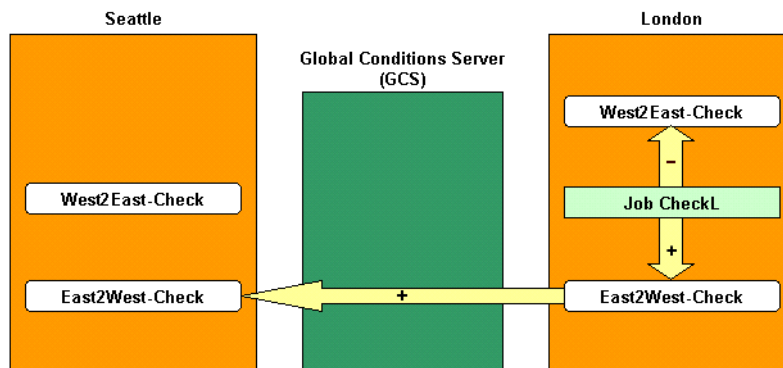 Seattle
London
Global Conditions Server
(GCS)
West2East-Check
–
West2East-Check
Job CheckL
+
East2West-Check
+
East2West-Check